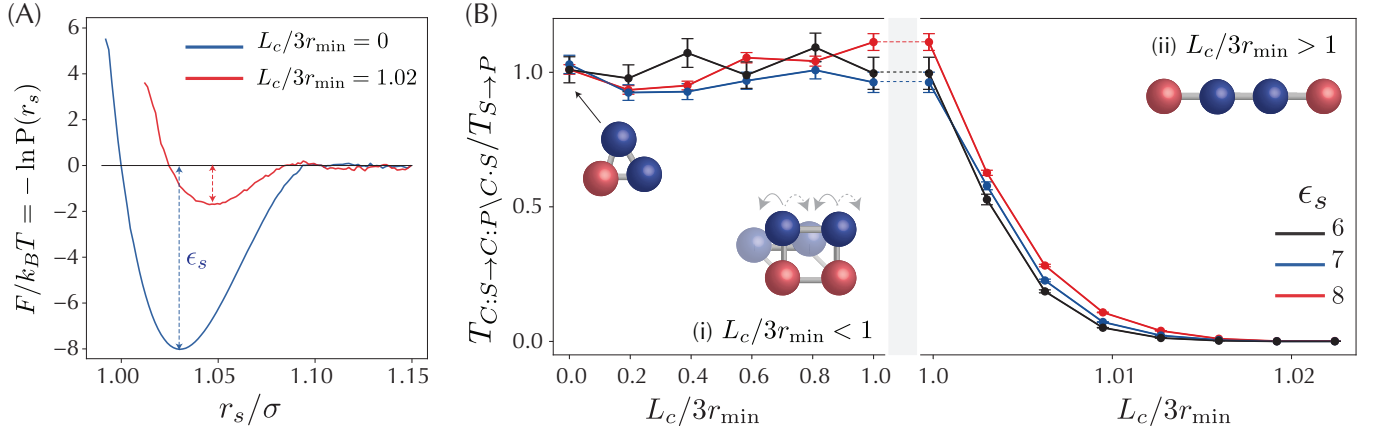 (A)
L_c/3r_min = 0
L_c/3r_min = 1.02
6
4
2
0
−2
−4
−6
−8
F/k_BT = −ln P(r_s)
ϵ_s
1.00
1.05
1.10
1.15
r_s/σ
(B)
T_{C:S→C:P\C·S}/T_{S→P}
1.0
0.5
0.0
(i) L_c/3r_min < 1
0.0
0.2
0.4
0.6
0.8
1.0
L_c/3r_min
(ii) L_c/3r_min > 1
ϵ_s
6
7
8
1.0
1.01
1.02
L_c/3r_min